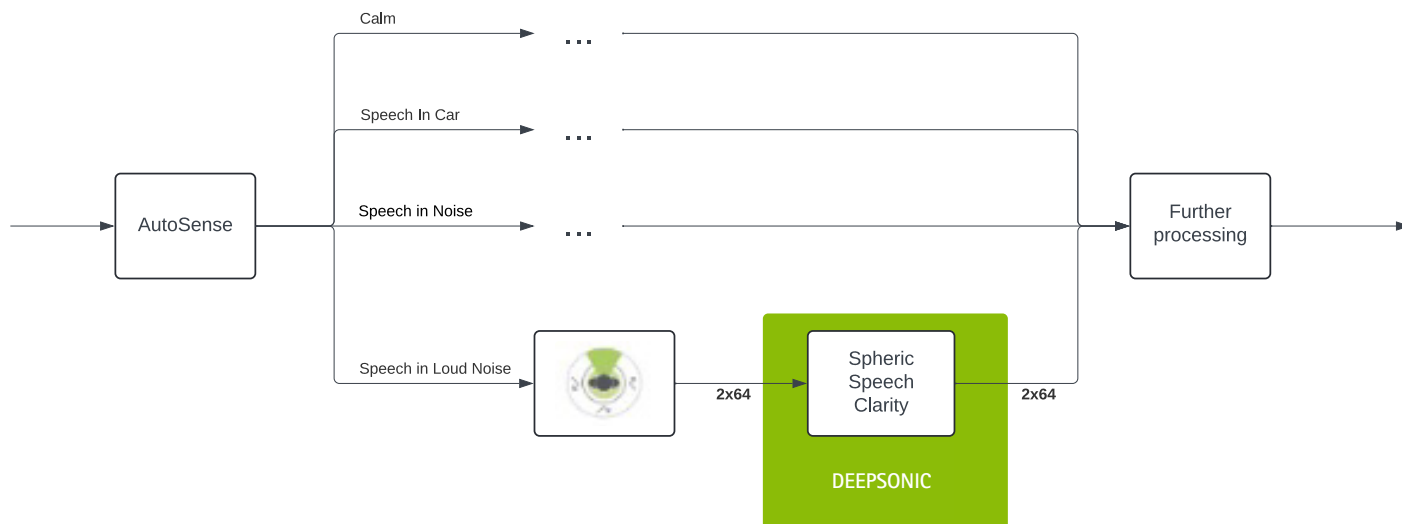 Calm
...
Speech In Car
...
AutoSense
Speech in Noise
...
Further
processing
Speech in Loud Noise
2x64
Spheric
Speech
Clarity
2x64
DEEPSONIC